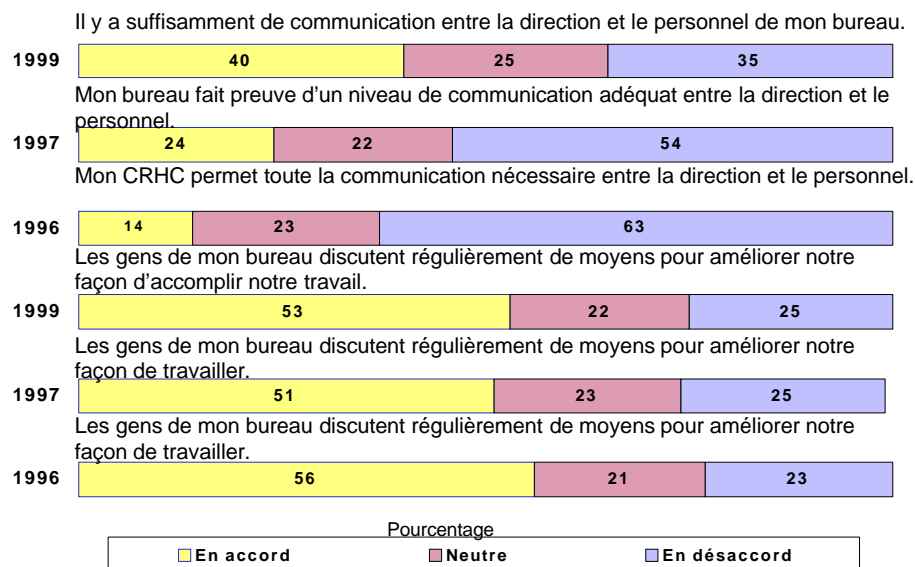 Il y a suffisamment de communication entre la direction et le personnel de mon bureau.
1999 40 25 35
Mon bureau fait preuve d'un niveau de communication adéquat entre la direction et le
personnel.
1997 24 22 54
Mon CRHC permet toute la communication nécessaire entre la direction et le personnel.
1996 14 23 63
Les gens de mon bureau discutent régulièrement de moyens pour améliorer notre
façon d'accomplir notre travail.
1999 53 22 25
Les gens de mon bureau discutent régulièrement de moyens pour améliorer notre
façon de travailler.
1997 51 23 25
Les gens de mon bureau discutent régulièrement de moyens pour améliorer notre
façon de travailler.
1996 56 21 23
Pourcentage
En accord Neutre En désaccord